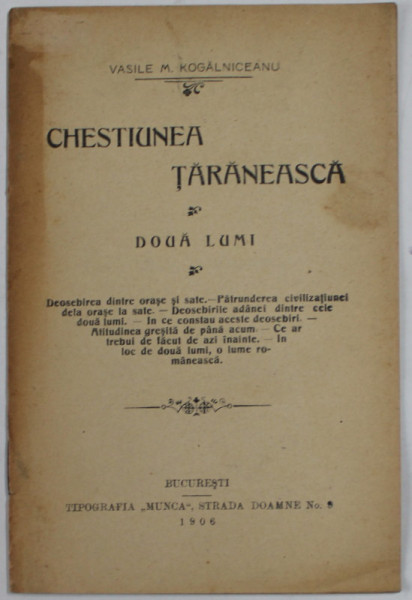 VASILE M. KOGĂLNICEANU
CHESTIUNEA
ȚĂRĂNEASCĂ
DOUĂ LUMI
Deosebirea dintre orașe și sate.—Pătrunderea civilizațiunei
dela orașe la sate. — Deosebirile adânci dintre cele
două lumi. — In ce constau aceste deosebiri. —
Atitudinea greșită de până acum. — Ce ar
trebui de făcut de azi înainte. — In
loc de două lumi, o lume ro-
mânească.
BUCUREȘTI
TIPOGRAFIA „MUNCA“, STRADA DOAMNE No.
1906